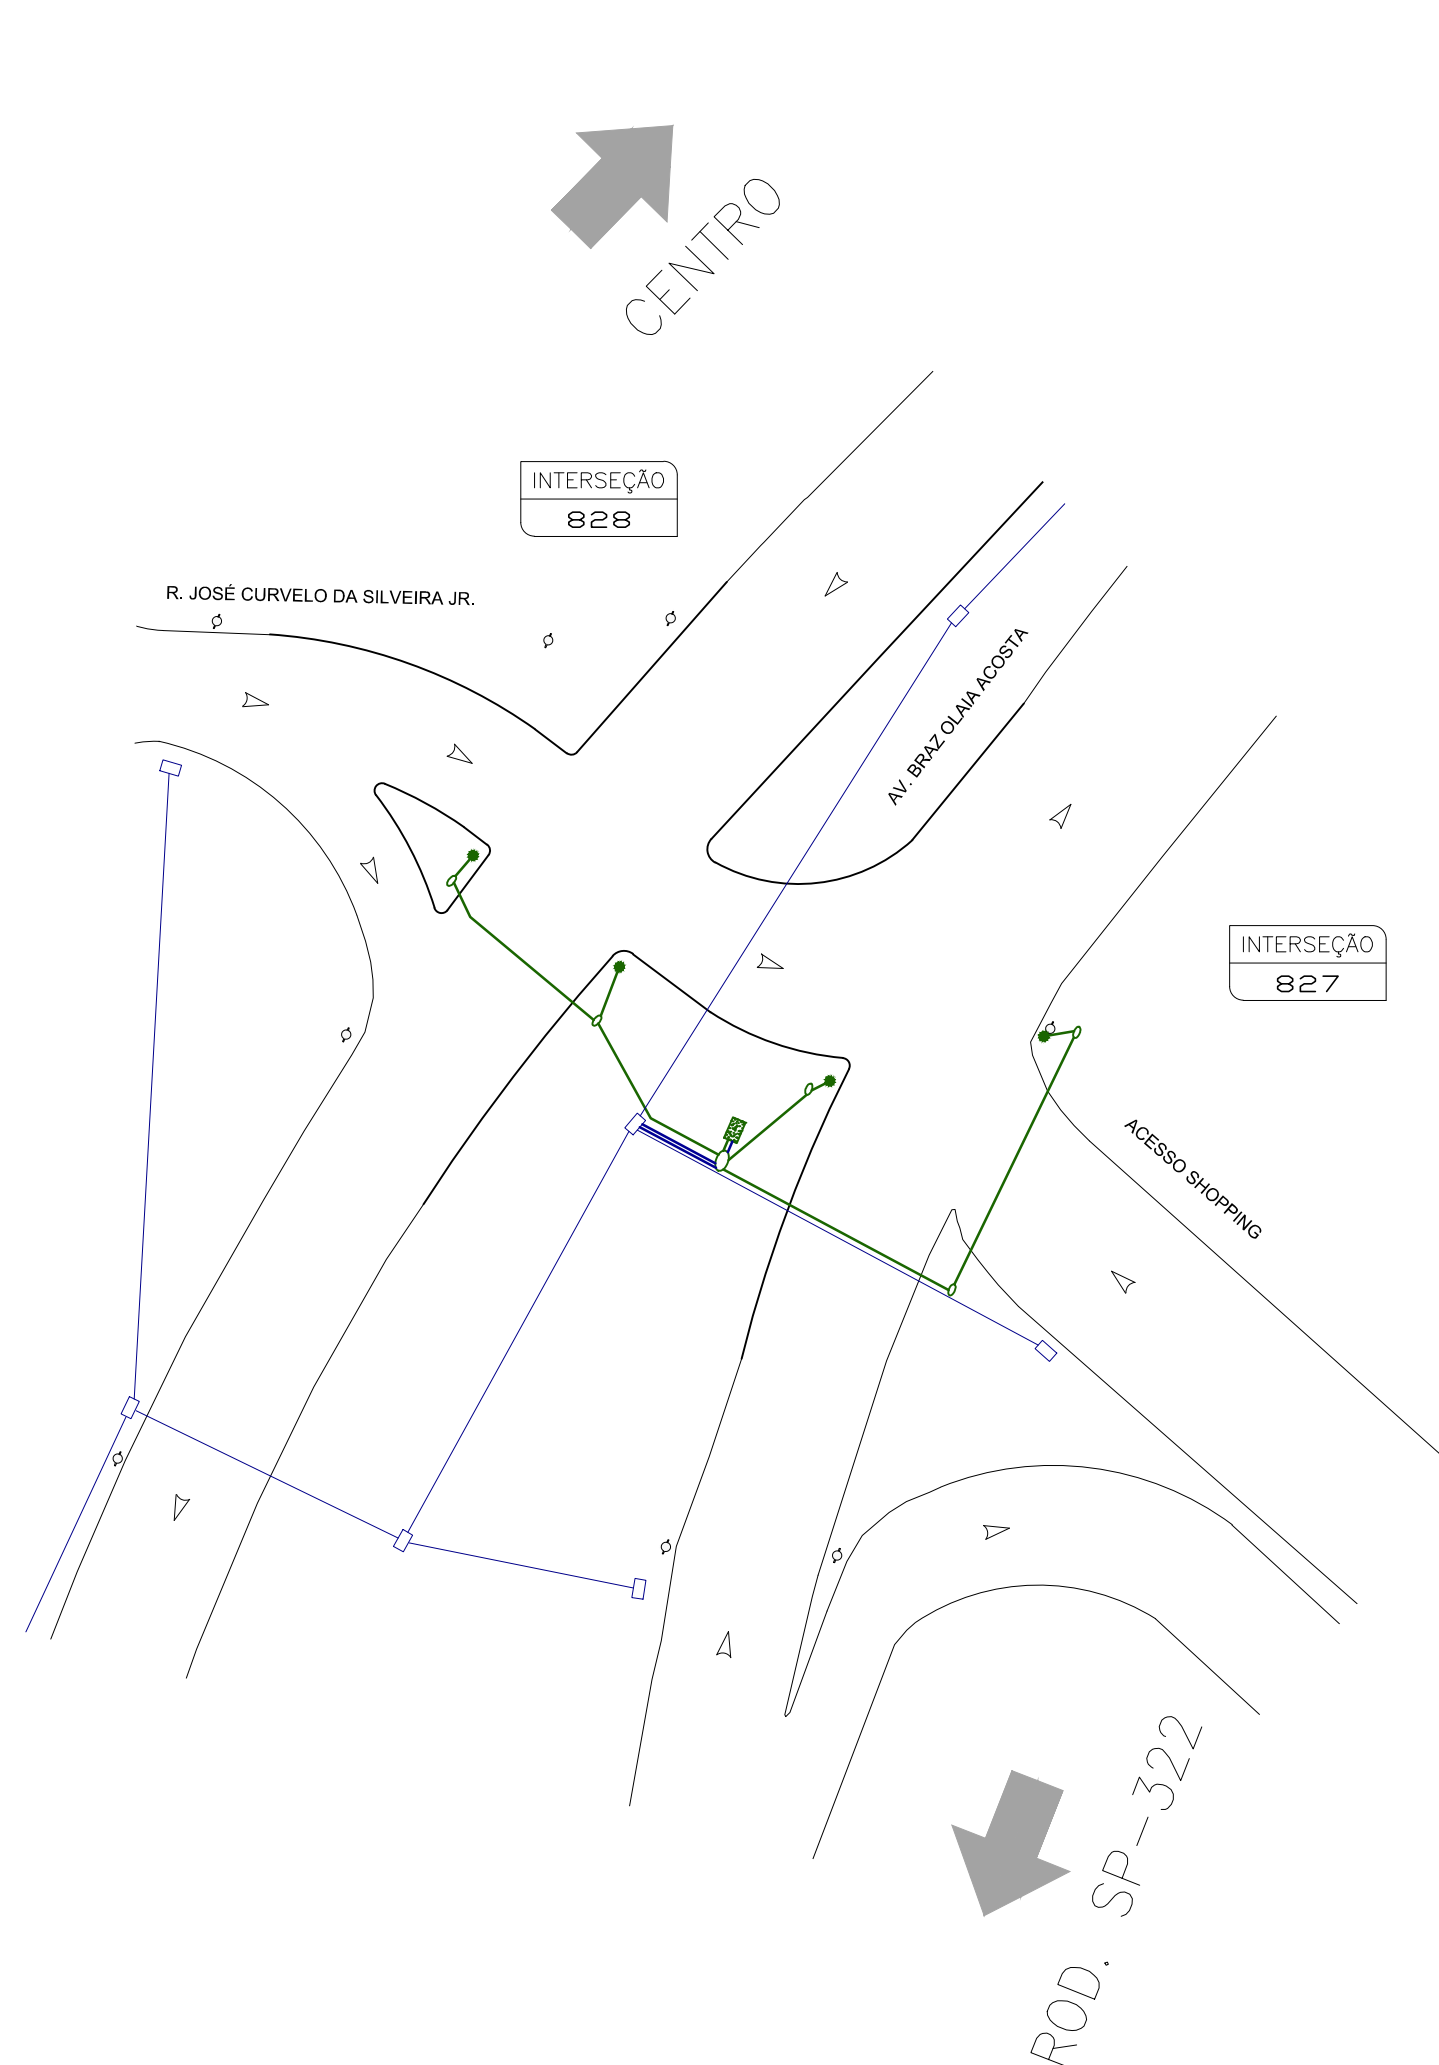 CENTRO
INTERSEÇÃO
828
R. JOSÉ CURVELO DA SILVEIRA JR.
AV. BRAZ OLAIA ACOSTA
INTERSEÇÃO
827
ACESSO SHOPPING
ROD. SP-322